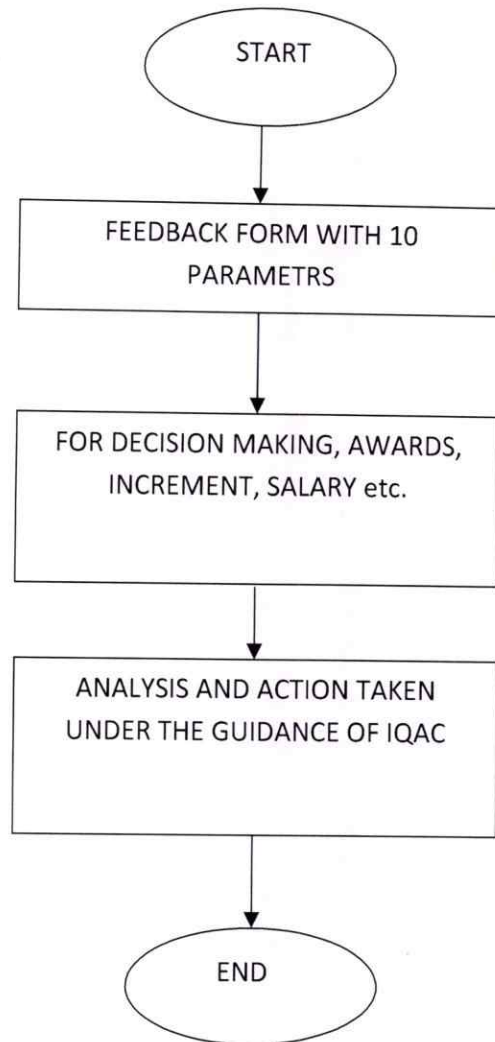 START
FEEDBACK FORM WITH 10
PARAMETRS
FOR DECISION MAKING, AWARDS,
INCREMENT, SALARY etc.
ANALYSIS AND ACTION TAKEN
UNDER THE GUIDANCE OF IQAC
END